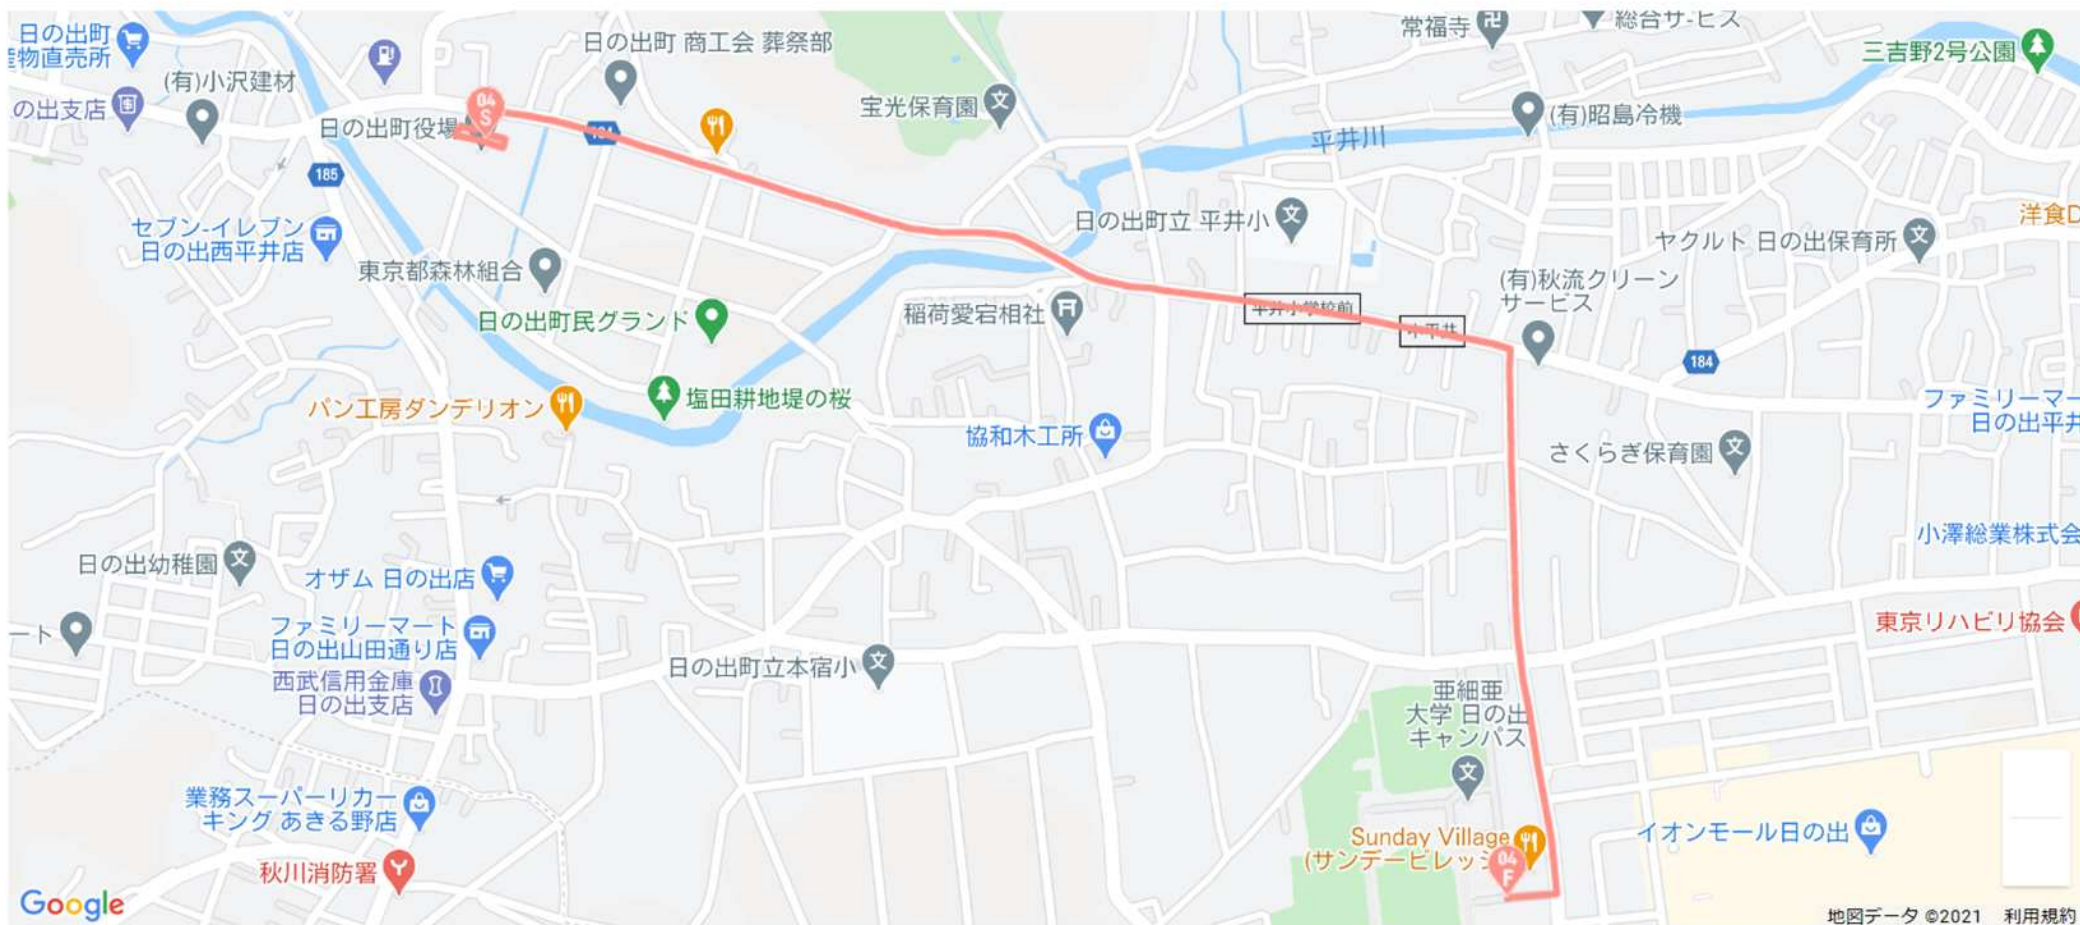 日の出町
産物直売所
日の出町 商工会 葬祭部
常福寺
総合サービス
三吉野2号公園
(有)小沢建材
の出支店
日の出町役場
04
S
宝光保育園
(有)昭島冷機
平井川
185
セブン-イレブン
日の出西平井店
日の出町立 平井小
洋食D
ヤクルト 日の出保育所
東京都森林組合
(有)秋流クリーン
サービス
稲荷愛宕相社
日の出町民グランド
平井小学校前
中平井
184
パン工房ダンデリオン
塩田耕地堤の桜
協和木工所
ファミリーマー
日の出平井
さくらぎ保育園
小澤総業株式会
日の出幼稚園
オザム 日の出店
ート
ファミリーマート
日の出山田通り店
東京リハビリ協会
日の出町立本宿小
西武信用金庫
日の出支店
亜細亜
大学 日の出
キャンパス
業務スーパーリカー
キング あきる野店
Sunday Village
(サンデービレッジ
04
F
イオンモール日の出
秋川消防署
Google
地図データ ©2021 利用規約